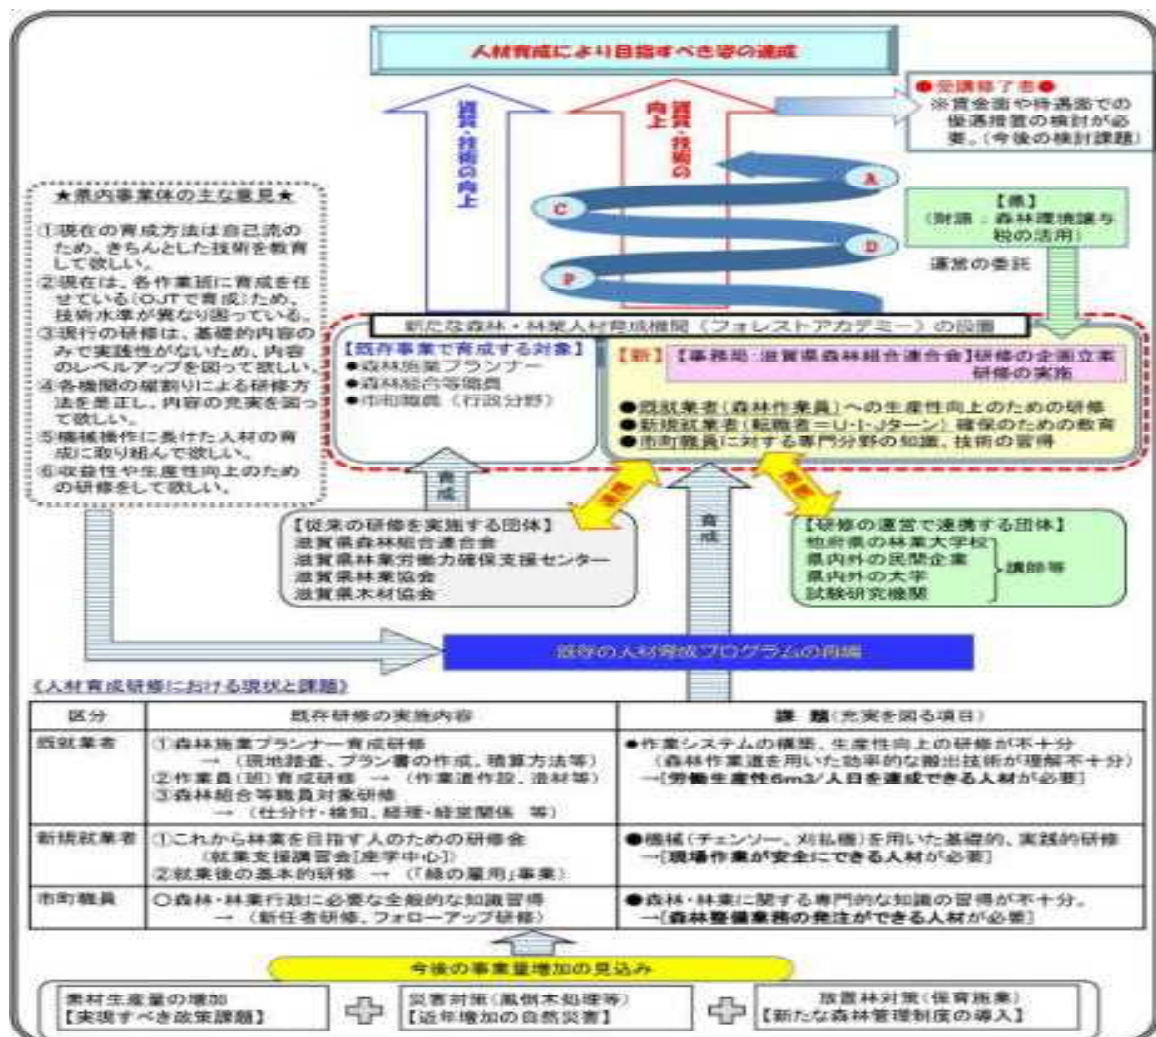 人材育成により目指すべき姿の達成
資質・技術の向上
資質・技術の
向上
●受講修了者●
※賃金面や待遇面での
優遇措置の検討が必
要。(今後の検討課題)
A
C
D
P
【県】
(財源：森林環境譲与
税の活用)
運営の委託
★県内事業体の主な意見★
①現在の育成方法は自己流の
ため、きちんとした技術を教育
して欲しい。
②現在は、各作業班に育成を任
せている(OJTで育成)ため、
技術水準が異なり困っている。
③現行の研修は、基礎的内容の
みで実践性がないため、内容
のレベルアップを図って欲しい。
④各機関の縦割りによる研修方
法を是正し、内容の充実を図っ
て欲しい。
⑤機械操作に長けた人材の育
成に取り組んで欲しい。
⑥収益性や生産性向上のため
の研修をして欲しい。
新たな森林・林業人材育成機関（フォレストアカデミー）の設置
【既存事業で育成する対象】
●森林施業プランナー
●森林組合等職員
●市町職員（行政分野）
【新】
【事務局:滋賀県森林組合連合会】研修の企画立案
研修の実施
●既就業者(森林作業員)への生産性向上のための研修
●新規就業者(転職者＝U・I・Jターン)確保のための教育
●市町職員に対する専門分野の知識、技術の習得
育成
連携
育成
連携
【従来の研修を実施する団体】
滋賀県森林組合連合会
滋賀県林業労働力確保支援センター
滋賀県林業協会
滋賀県木材協会
【研修の運営で連携する団体】
他府県の林業大学校
県内外の民間企業
県内外の大学
試験研究機関
講師等
既存の人材育成プログラムの再編
《人材育成研修における現状と課題》
区分
既存研修の実施内容
課題(充実を図る項目)
既就業者
①森林施業プランナー育成研修
→（現地踏査、プラン書の作成、積算方法等）
②作業員(班)育成研修 →（作業道作設、造材等）
③森林組合等職員対象研修
→（仕分け・検知、経理・経営関係 等）
●作業システムの構築、生産性向上の研修が不十分
(森林作業道を用いた効率的な搬出技術が理解不十分)
→[労働生産性6m3/人日を達成できる人材が必要]
新規就業者
①これから林業を目指す人のための研修会
(就業支援講習会[座学中心])
②就業後の基本的研修 →（「緑の雇用」事業）
●機械(チェンソー、刈払機)を用いた基礎的、実践的研修
→[現場作業が安全にできる人材が必要]
市町職員
○森林・林業行政に必要な全般的な知識習得
→（新任者研修、フォローアップ研修）
●森林・林業に関する専門的な知識の習得が不十分。
→[森林整備業務の発注ができる人材が必要]
今後の事業量増加の見込み
素材生産量の増加
【実現すべき政策課題】
災害対策(風倒木処理等)
【近年増加の自然災害】
放置林対策(保育施業)
【新たな森林管理制度の導入】